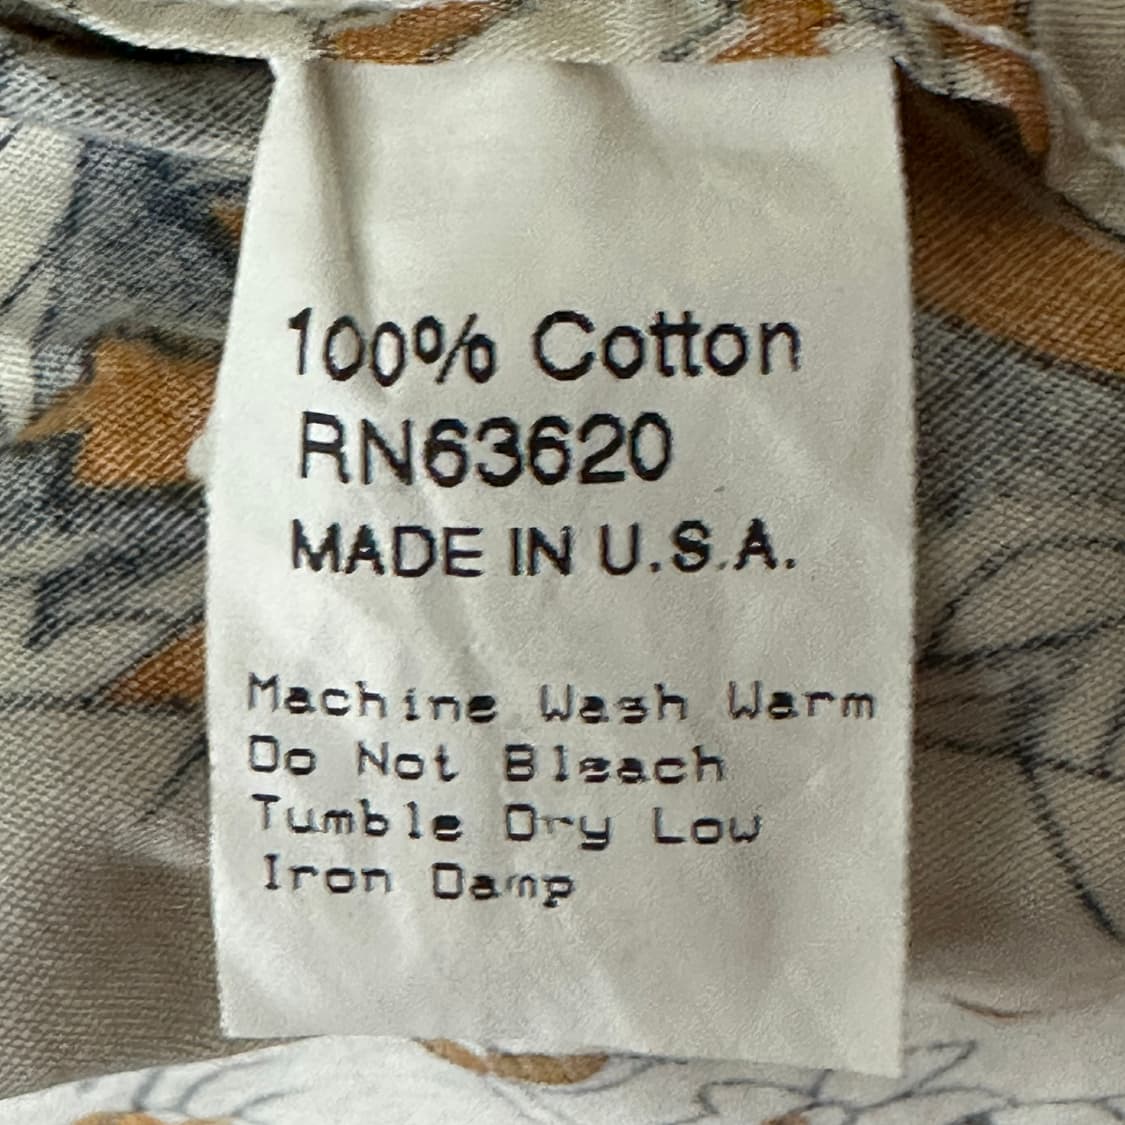 100% Cotton
RN63620
MADE IN U.S.A.
Machine Wash Warm
Do Not Bleach
Tumble Dry Low
Iron Damp